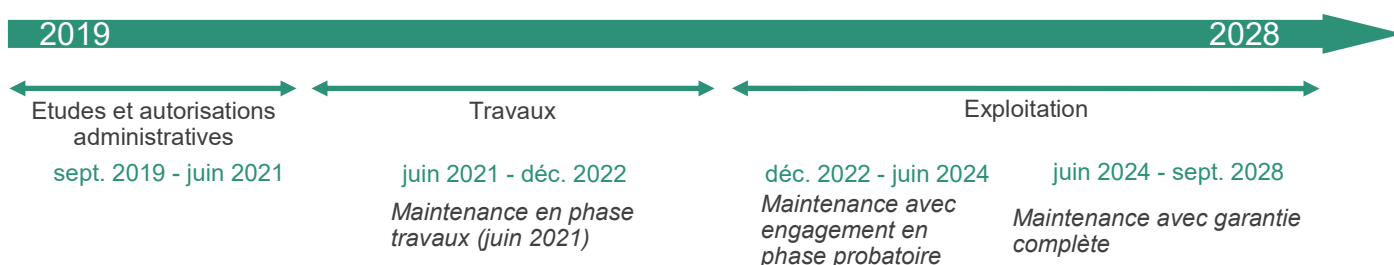 2019
2028
Etudes et autorisations
administratives
sept. 2019 - juin 2021
Travaux
juin 2021 - déc. 2022
Maintenance en phase
travaux (juin 2021)
Exploitation
déc. 2022 - juin 2024
Maintenance avec
engagement en
phase probatoire
juin 2024 - sept. 2028
Maintenance avec garantie
complète